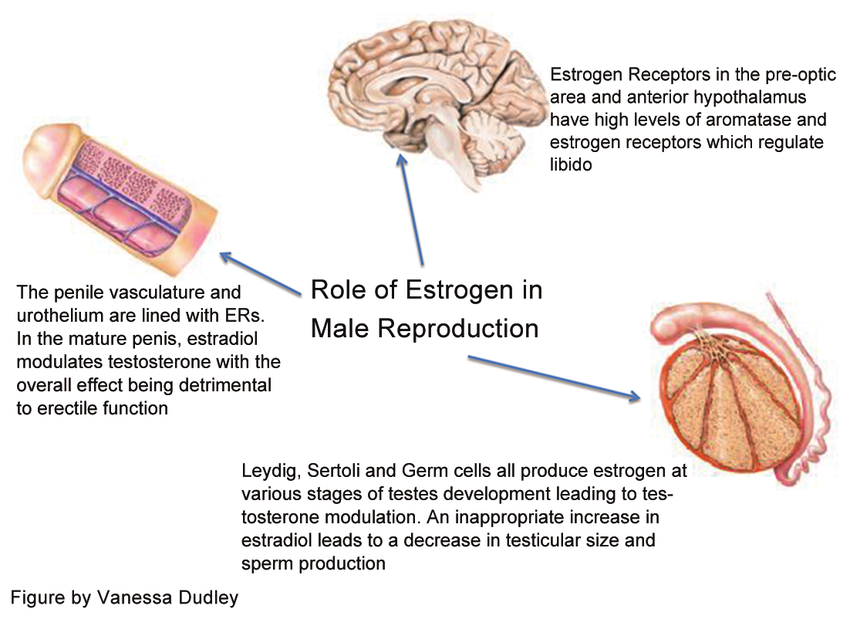 Estrogen Receptors in the pre-optic
area and anterior hypothalamus
have high levels of aromatase and
estrogen receptors which regulate
libido
The penile vasculature and
urothelium are lined with ERs.
In the mature penis, estradiol
modulates testosterone with the
overall effect being detrimental
to erectile function
Role of Estrogen in
Male Reproduction
Leydig, Sertoli and Germ cells all produce estrogen at
various stages of testes development leading to tes-
tosterone modulation. An inappropriate increase in
estradiol leads to a decrease in testicular size and
sperm production
Figure by Vanessa Dudley